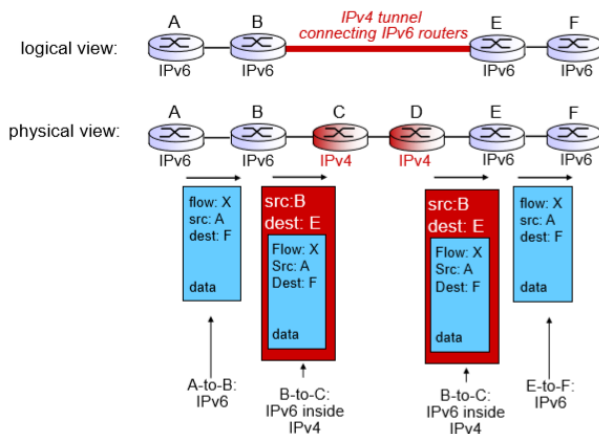 A B IPv4 tunnel E F
connecting IPv6 routers
logical view:
IPv6 IPv6 IPv6 IPv6
A B C D E F
physical view:
IPv6 IPv6 IPv4 IPv4 IPv6 IPv6
flow: X
src: A
dest: F
data
src:B
dest: E
Flow: X
Src: A
Dest: F
data
src:B
dest: E
Flow: X
Src: A
Dest: F
data
flow: X
src: A
dest: F
data
A-to-B:
IPv6
B-to-C:
IPv6 inside
IPv4
B-to-C:
IPv6 inside
IPv4
E-to-F:
IPv6